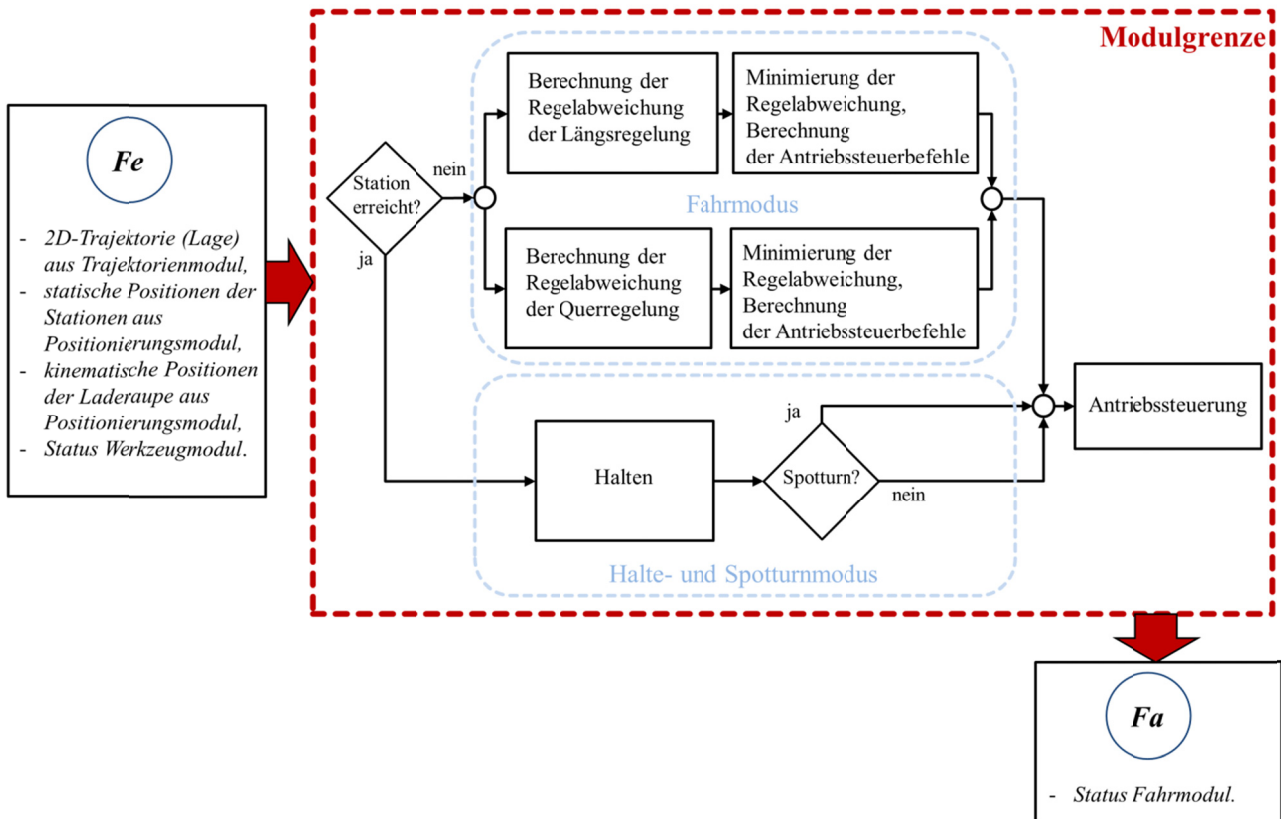 Modulgrenze
Fe
- 2D-Trajektorie (Lage)
aus Trajektorienmodul,
- statische Positionen der
Stationen aus
Positionierungsmodul,
- kinematische Positionen
der Laderaupe aus
Positionierungsmodul,
- Status Werkzeugmodul.
Station
erreicht?
nein
ja
Berechnung der
Regelabweichung
der Längsregelung
Minimierung der
Regelabweichung,
Berechnung
der Antriebssteuerbefehle
Fahrmodus
Berechnung der
Regelabweichung
der Querregelung
Minimierung der
Regelabweichung,
Berechnung
der Antriebssteuerbefehle
Halten
Spotturn?
ja
nein
Halte- und Spotturnmodus
Antriebssteuerung
Fa
- Status Fahrmodul.